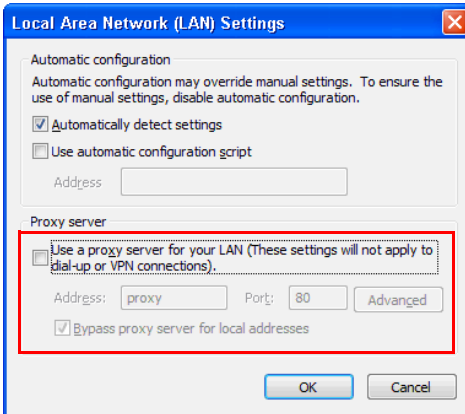 Local Area Network (LAN) Settings
Automatic configuration
Automatic configuration may override manual settings. To ensure the
use of manual settings, disable automatic configuration.
Automatically detect settings
Use automatic configuration script
Address
Proxy server
Use a proxy server for your LAN (These settings will not apply to
dial-up or VPN connections).
Address: proxy Port: 80 Advanced
Bypass proxy server for local addresses
OK Cancel